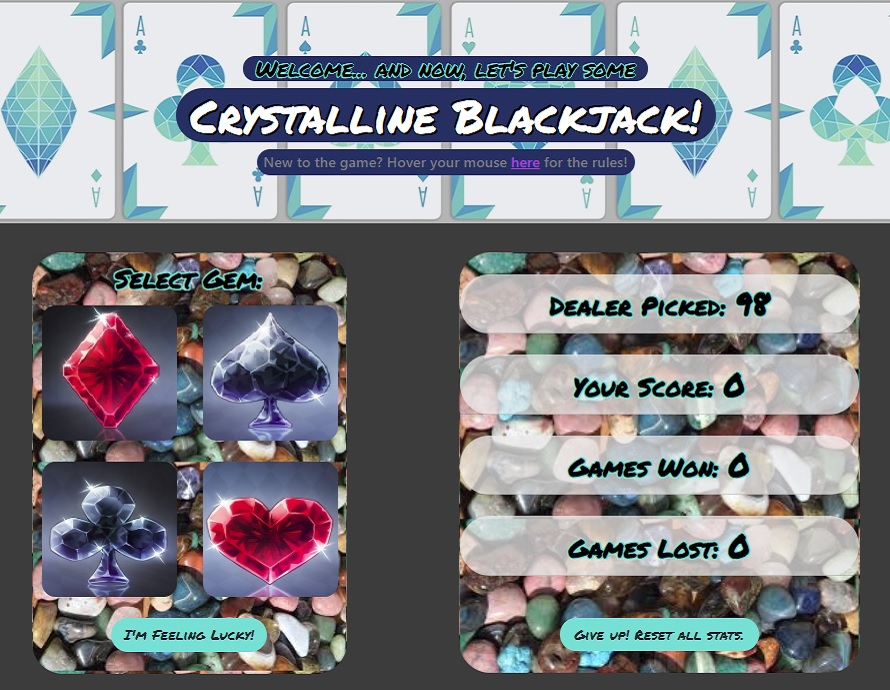 A A A A A A
Welcome... and now, let's play some
Crystalline Blackjack!
New to the game? Hover your mouse here for the rules!
A A A A A
Select Gem:
Dealer Picked: 98
Your Score: 0
Games Won: 0
Games Lost: 0
I'm Feeling Lucky!
Give up! Reset all stats.